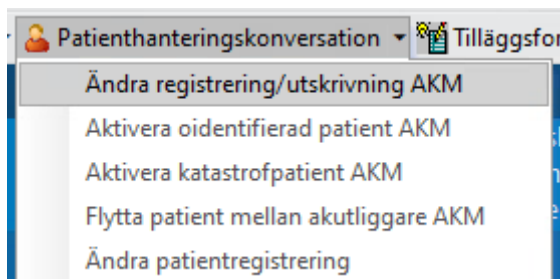 Patienthanteringskonversation Tilläggsfo
Ändra registrering/utskrivning AKM
Aktivera oidentifierad patient AKM
Aktivera katastrofpatient AKM
Flytta patient mellan akutliggare AKM
Ändra patientregistrering